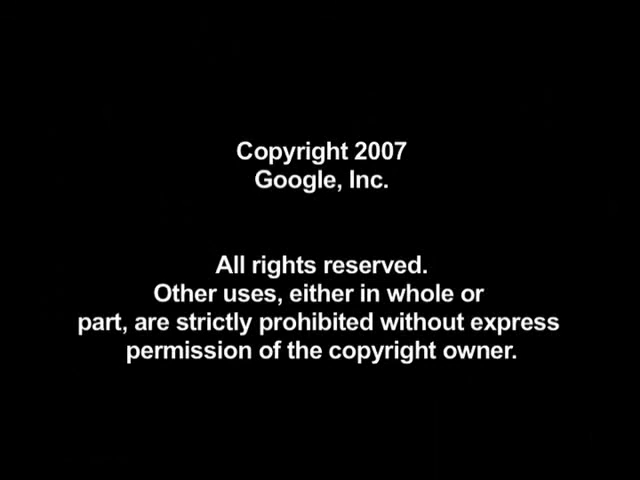 Copyright 2007
Google, Inc.
All rights reserved.
Other uses, either in whole or
part, are strictly prohibited without express
permission of the copyright owner.